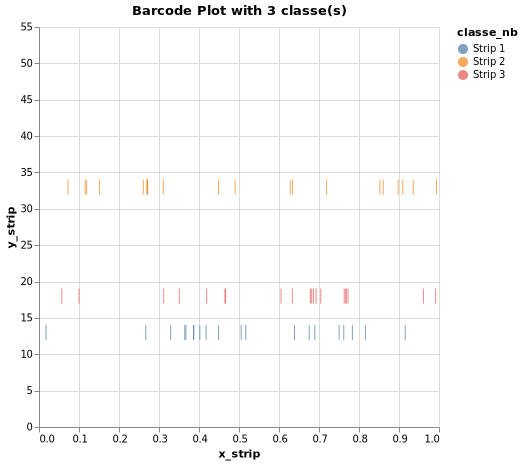 Barcode Plot with 3 classe(s)
classe_nb
Strip 1
Strip 2
Strip 3
y_strip
55
50
45
40
35
30
25
20
15
10
5
0
0.0 0.1 0.2 0.3 0.4 0.5 0.6 0.7 0.8 0.9 1.0
x_strip